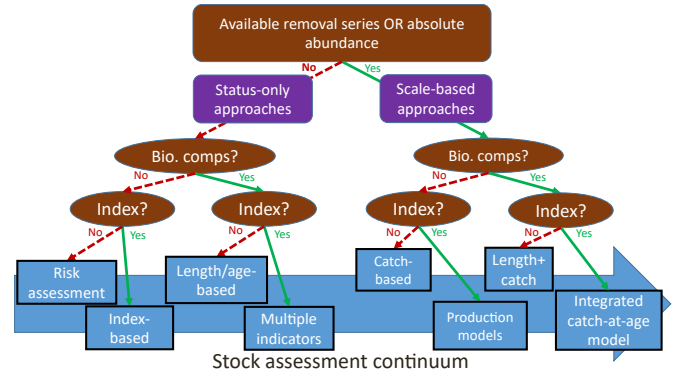 Available removal series OR absolute
abundance
No
Yes
Status-only
approaches
Scale-based
approaches
Bio. comps?
Bio. comps?
No
Yes
No
Yes
Index?
Index?
Index?
Index?
No
Yes
No
Yes
No
Yes
No
Yes
Risk
assessment
Length/age-
based
Catch-
based
Length+
catch
Index-
based
Multiple
indicators
Production
models
Integrated
catch-at-age
model
Stock assessment continuum